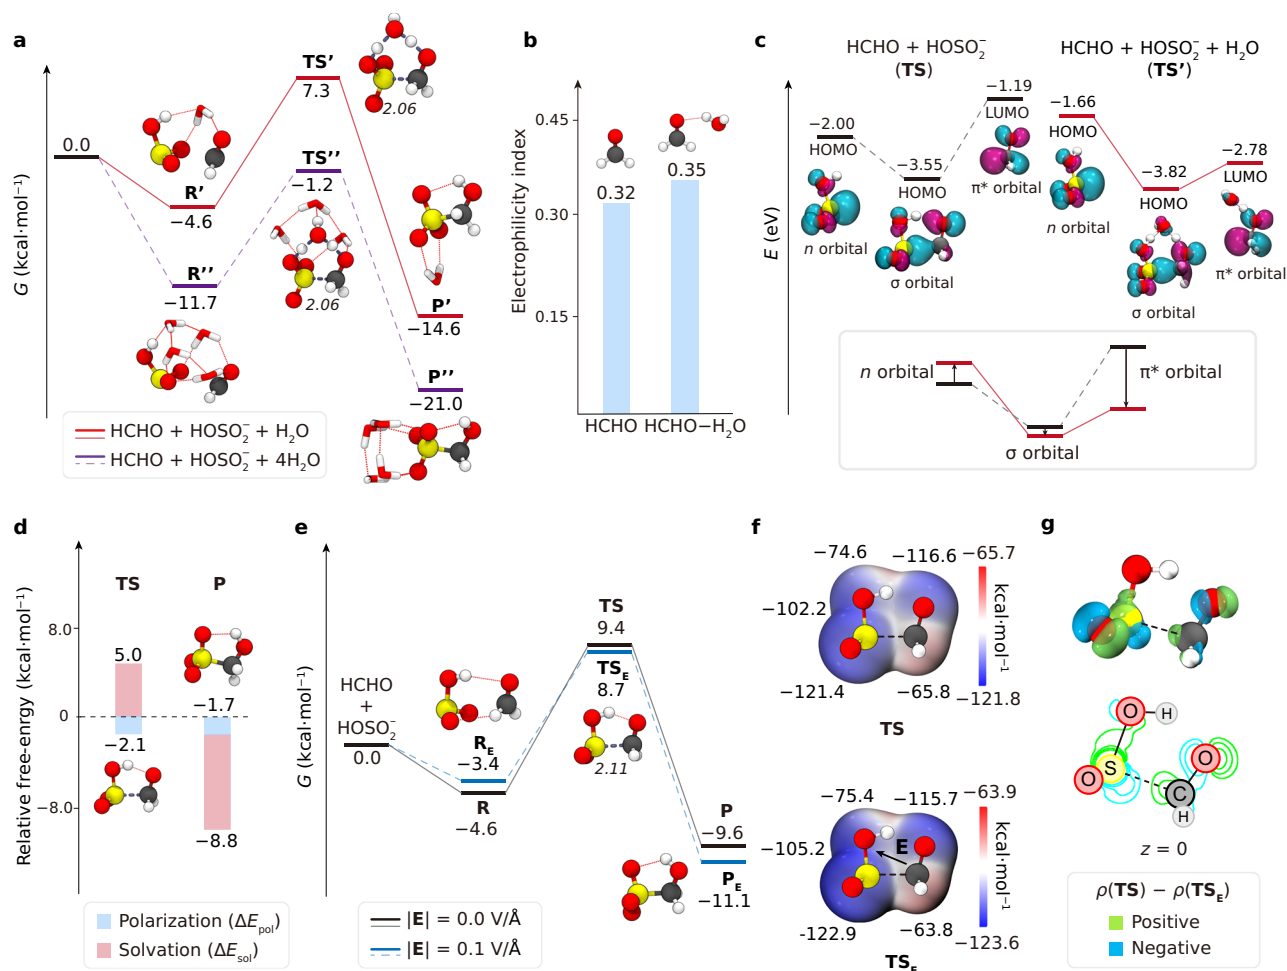 a
G (kcal·mol⁻¹)
0.0
R'
−4.6
TS'
7.3
2.06
R''
−11.7
TS''
−1.2
2.06
P'
−14.6
P''
−21.0
HCHO + HOSO₂⁻ + H₂O
HCHO + HOSO₂⁻ + 4H₂O
b
Electrophilicity index
0.45
0.30
0.15
0.32
0.35
HCHO
HCHO−H₂O
c
HCHO + HOSO₂⁻
(TS)
HCHO + HOSO₂⁻ + H₂O
(TS')
E (eV)
−2.00
HOMO
n orbital
−3.55
HOMO
σ orbital
−1.19
LUMO
π* orbital
−1.66
HOMO
n orbital
−3.82
HOMO
σ orbital
−2.78
LUMO
π* orbital
n orbital
σ orbital
π* orbital
d
Relative free-energy (kcal·mol⁻¹)
8.0
0
−8.0
TS
5.0
−2.1
P
−1.7
−8.8
Polarization (ΔE_pol)
Solvation (ΔE_sol)
e
G (kcal·mol⁻¹)
HCHO
+
HOSO₂⁻
0.0
R_E
−3.4
R
−4.6
TS
9.4
TS_E
8.7
2.11
P
−9.6
P_E
−11.1
|E| = 0.0 V/Å
|E| = 0.1 V/Å
f
−74.6
−116.6
−102.2
−121.4
−65.8
TS
−65.7
kcal·mol⁻¹
−121.8
−75.4
−115.7
−105.2
E
-122.9
−63.8
TS_E
−63.9
kcal·mol⁻¹
−123.6
g
O
H
O
S
O
C
H
z = 0
ρ(TS) − ρ(TS_E)
Positive
Negative